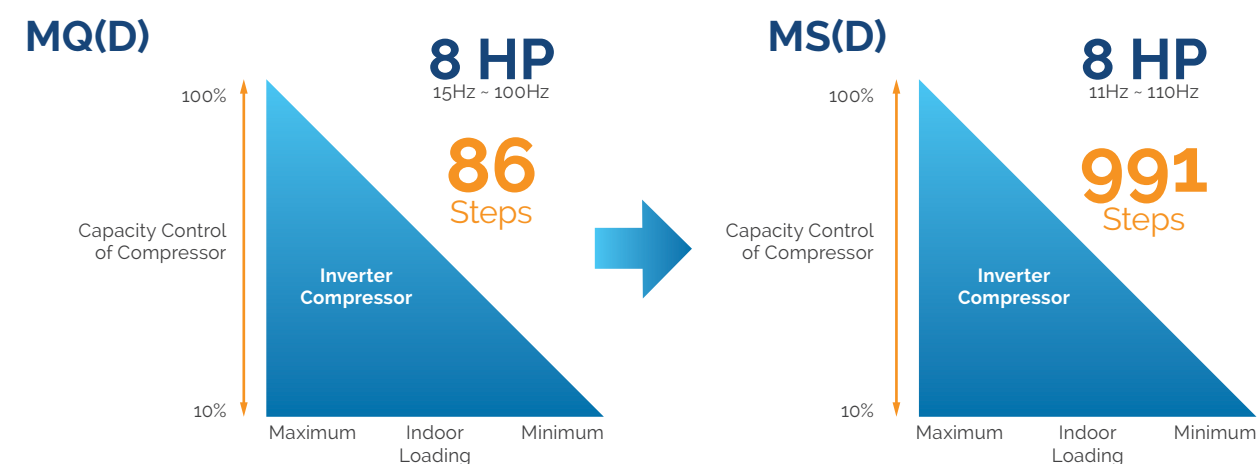 MQ(D)
8 HP
15Hz ~ 100Hz
100%
86
Steps
Capacity Control
of Compressor
Inverter
Compressor
10%
Maximum
Indoor
Loading
Minimum
MS(D)
8 HP
11Hz ~ 110Hz
100%
991
Steps
Capacity Control
of Compressor
Inverter
Compressor
10%
Maximum
Indoor
Loading
Minimum